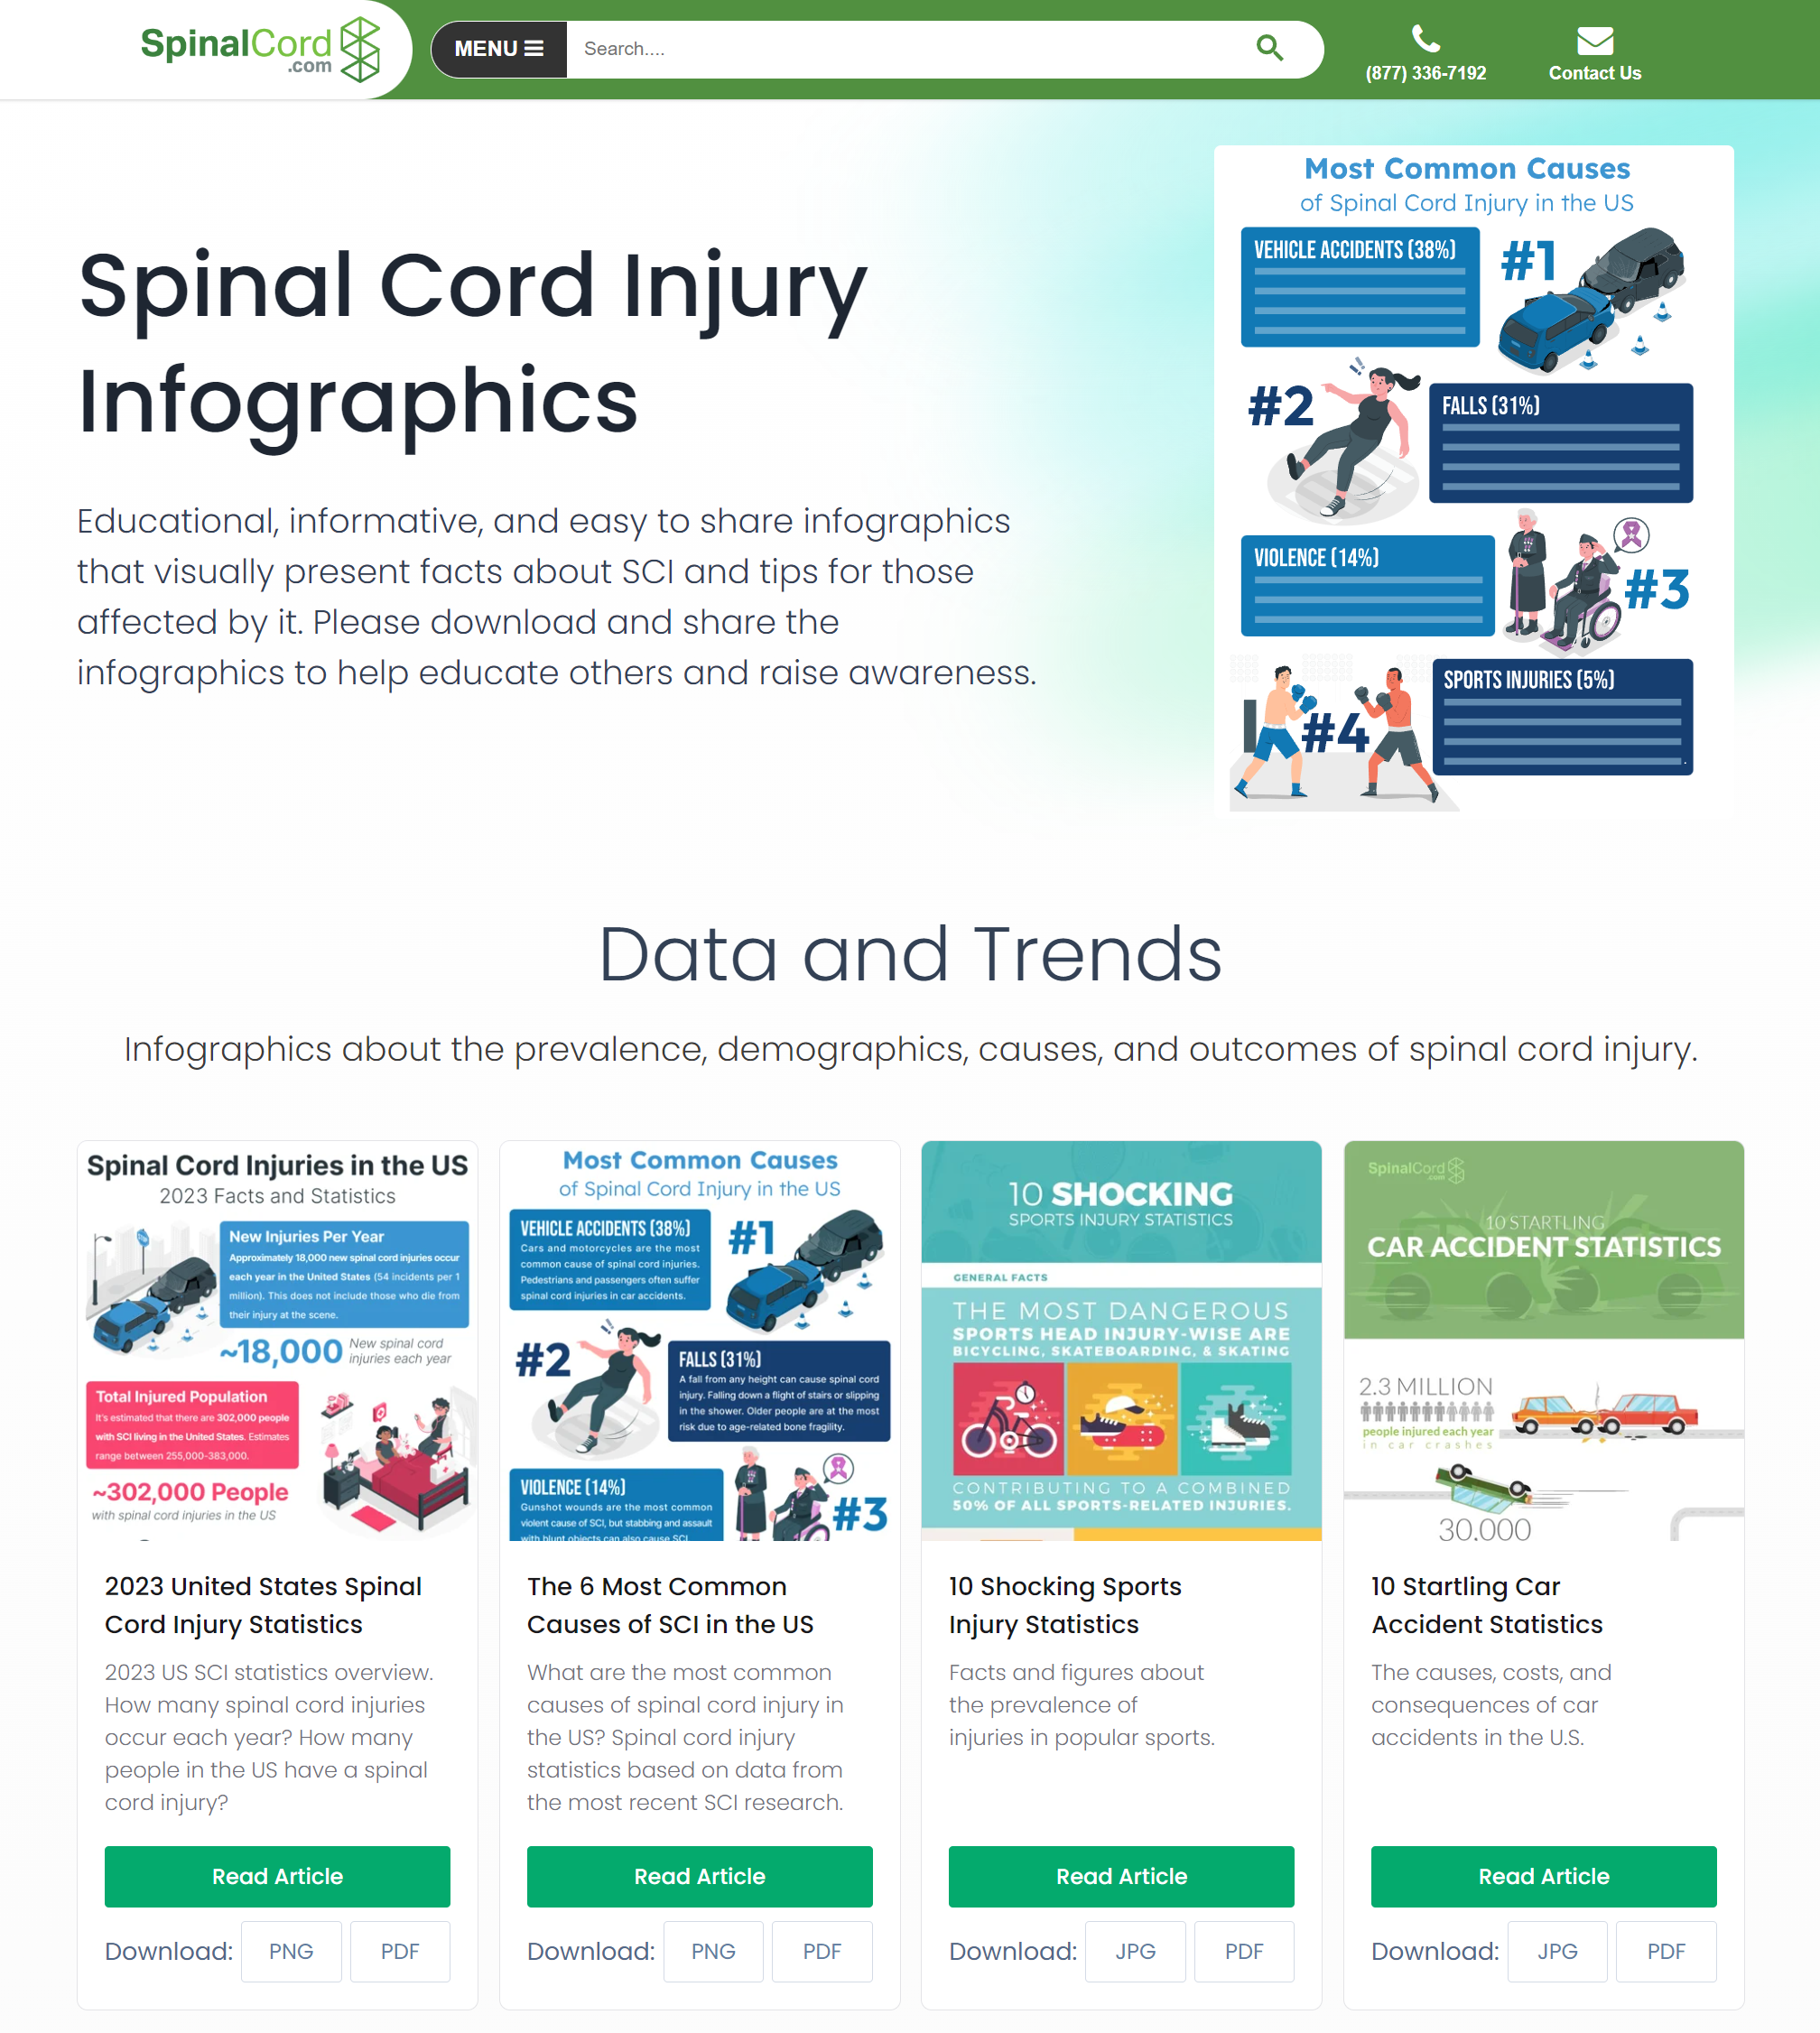 SpinalCord
.com
MENU
Search....
(877) 336-7192
Contact Us
Spinal Cord Injury
Infographics
Educational, informative, and easy to share infographics
that visually present facts about SCI and tips for those
affected by it. Please download and share the
infographics to help educate others and raise awareness.
Most Common Causes
of Spinal Cord Injury in the US
VEHICLE ACCIDENTS (38%)
#1
#2
FALLS (31%)
VIOLENCE (14%)
#3
#4
SPORTS INJURIES (5%)
Data and Trends
Infographics about the prevalence, demographics, causes, and outcomes of spinal cord injury.
Spinal Cord Injuries in the US
2023 Facts and Statistics
New Injuries Per Year
Approximately 18,000 new spinal cord injuries occur
each year in the United States (54 incidents per 1
million). This does not include those who die from
their injury at the scene.
~18,000
New spinal cord
injuries each year
Total Injured Population
It's estimated that there are 302,000 people
with SCI living in the United States. Estimates
range between 255,000-383,000.
~302,000 People
with spinal cord injuries in the US
2023 United States Spinal
Cord Injury Statistics
2023 US SCI statistics overview.
How many spinal cord injuries
occur each year? How many
people in the US have a spinal
cord injury?
Read Article
Download:
PNG
PDF
Most Common Causes
of Spinal Cord Injury in the US
VEHICLE ACCIDENTS (38%)
Cars and motorcycles are the most
common cause of spinal cord injuries.
Pedestrians and passengers often suffer
spinal cord injuries in car accidents.
#1
#2
FALLS (31%)
A fall from any height can cause spinal cord
injury. Falling down a flight of stairs or slipping
in the shower. Older people are at the most
risk due to age-related bone fragility.
VIOLENCE (14%)
Gunshot wounds are the most common
violent cause of SCI, but stabbing and assault
with blunt objects can also cause SCI.
#3
The 6 Most Common
Causes of SCI in the US
What are the most common
causes of spinal cord injury in
the US? Spinal cord injury
statistics based on data from
the most recent SCI research.
Read Article
Download:
PNG
PDF
10 SHOCKING
SPORTS INJURY STATISTICS
GENERAL FACTS
THE MOST DANGEROUS
SPORTS HEAD INJURY-WISE ARE
BICYCLING, SKATEBOARDING, & SKATING
CONTRIBUTING TO A COMBINED
50% OF ALL SPORTS-RELATED INJURIES.
10 Shocking Sports
Injury Statistics
Facts and figures about
the prevalence of
injuries in popular sports.
Read Article
Download:
JPG
PDF
SpinalCord
.com
10 STARTLING
CAR ACCIDENT STATISTICS
2.3 MILLION
people injured each year
in car crashes
30,000
10 Startling Car
Accident Statistics
The causes, costs, and
consequences of car
accidents in the U.S.
Read Article
Download:
JPG
PDF